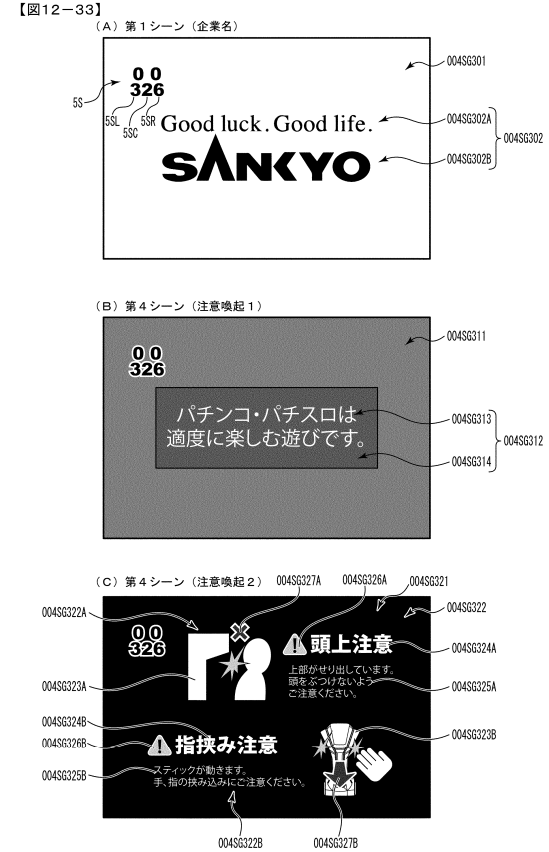 【図12-33】
(A) 第1シーン（企業名）
00
326
5S
5SL
5SC
5SR
Good luck. Good life.
SANKYO
004SG301
004SG302A
004SG302
004SG302B
(B) 第4シーン（注意喚起1）
00
326
パチンコ・パチスロは
適度に楽しむ遊びです。
004SG311
004SG313
004SG312
004SG314
(C) 第4シーン（注意喚起2）
004SG327A
004SG326A
004SG321
004SG322
004SG322A
00
326
頭上注意
004SG324A
上部がせり出しています。
頭をぶつけないよう
ご注意ください。
004SG325A
004SG323A
004SG324B
004SG326B
指挟み注意
004SG323B
004SG325B
スティックが動きます。
手、指の挟み込みにご注意ください。
004SG322B
004SG327B